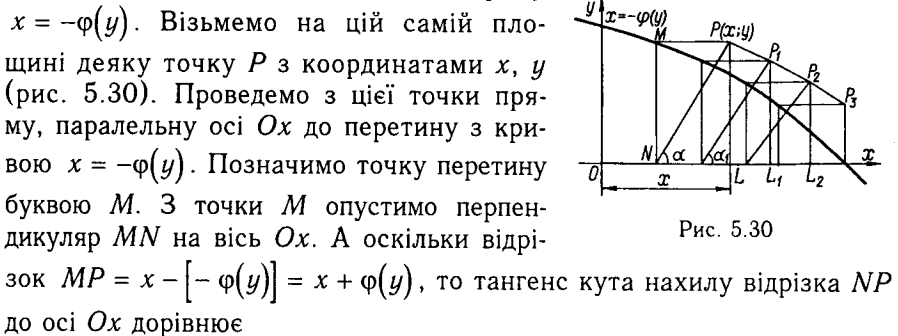 x = −φ(y). Візьмемо на цій самій пло-
щині деяку точку P з координатами x, y
(рис. 5.30). Проведемо з цієї точки пря-
му, паралельну осі Ox до перетину з кри-
вою x = −φ(y). Позначимо точку перетину
буквою M. З точки M опустимо перпен-
дикуляр MN на вісь Ox. А оскільки відрі-
зок MP = x − [− φ(y)] = x + φ(y), то тангенс кута нахилу відрізка NP
до осі Ox дорівнює
y x=−φ(y)
M P(x;y)
P₁
P₂
P₃
N α α₁ x
O L L₁ L₂
x
Рис. 5.30